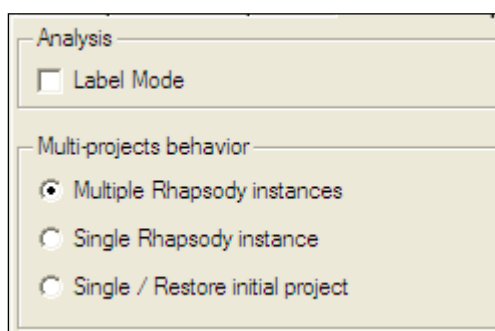 Analysis
Label Mode
Multi-projects behavior
Multiple Rhapsody instances
Single Rhapsody instance
Single / Restore initial project